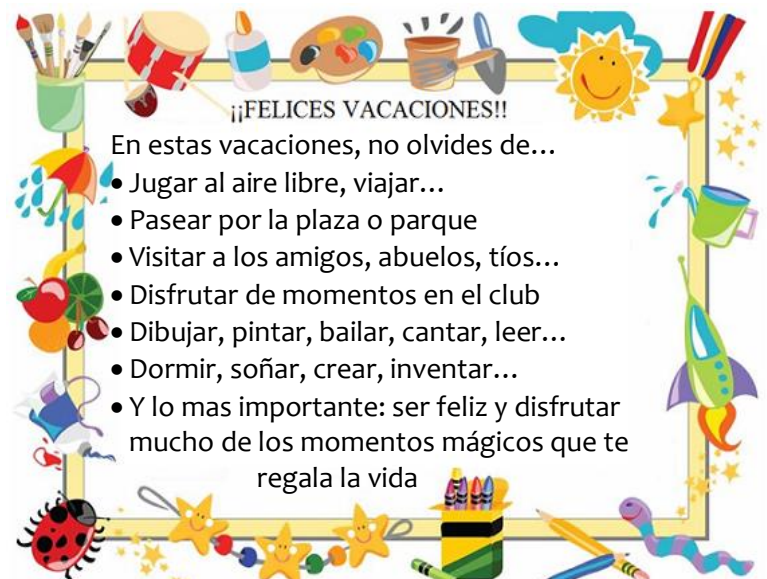 ¡¡FELICES VACACIONES!!
En estas vacaciones, no olvides de...
• Jugar al aire libre, viajar...
• Pasear por la plaza o parque
• Visitar a los amigos, abuelos, tíos...
• Disfrutar de momentos en el club
• Dibujar, pintar, bailar, cantar, leer...
• Dormir, soñar, crear, inventar...
• Y lo mas importante: ser feliz y disfrutar
mucho de los momentos mágicos que te
regala la vida